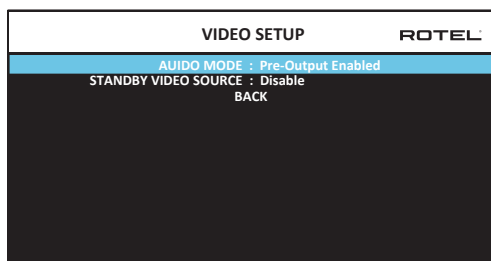 VIDEO SETUP ROTEL
AUIDO MODE : Pre-Output Enabled
STANDBY VIDEO SOURCE : Disable
BACK